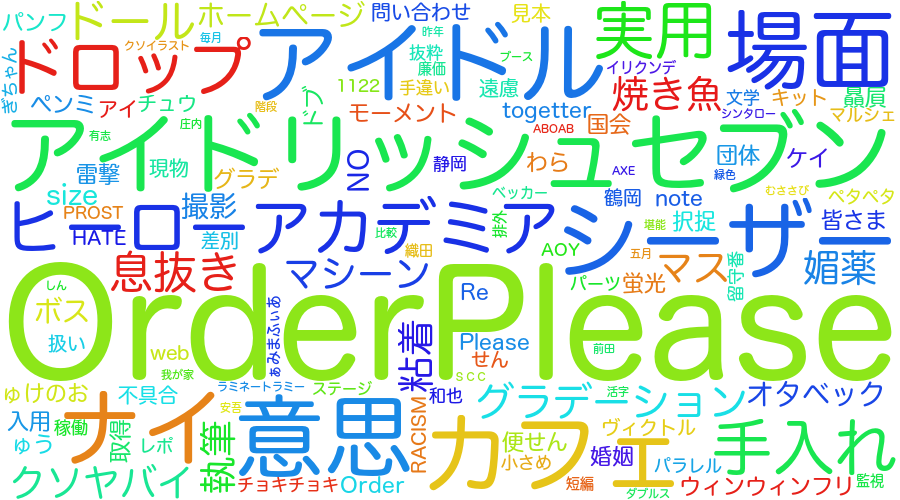 パンフ
ドール
ホームページ
問い合わせ
見本
実用
場面
クソイラスト
毎月
昨年
ぎちゃん
ドロップ
アイドル
抜粋
ブース
廉価
イリクンデ
ペンミ
アイ
チュウ
1122
手違い
遠慮
焼き魚
文学
キット
贔屓
階段
ドブ
モーメント
togetter
シンタロー
マルシェ
有志
庄内
ABOAB
国会
アイドリッシュセブン
雷撃
現物
グラデ
NO
静岡
わら
AXE
団体
ケイ
緑色
size
PROST
撮影
ベッカー
鶴岡
note
むささび
ペタペタ
HATE
差別
ヒーローアカデミア
比較
排外
堪能
択捉
皆さま
シーザー
織田
AOY
五月
息抜き
マシーン
マス
留守番
媚薬
しん
OrderPlease
ボス
Re
パーツ
蛍光
扱い
ぁみまふぃあ
Please
web
粘着
せん
前田
我が家
scc
ゅけのお
不具合
ラミネートラミー
ステージ
和也
グラデーション
活字
オタベック
入用
稼働
ナイ
安吾
意思
RACISM
カフェ
ヴィクトル
手入れ
ゅう
取得
レポ
執筆
便せん
小さめ
婚姻
パラレル
クソヤバイ
チョキチョキ
Order
短編
ダブルス
ウィンウィンフリ
監視